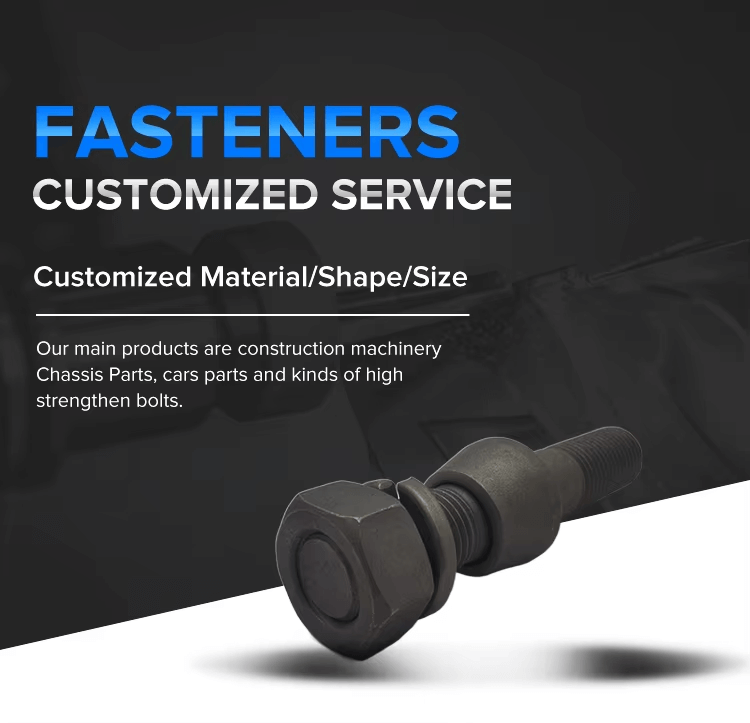 FASTENERS
CUSTOMIZED SERVICE
Customized Material/Shape/Size
Our main products are construction machinery
Chassis Parts, cars parts and kinds of high
strengthen bolts.